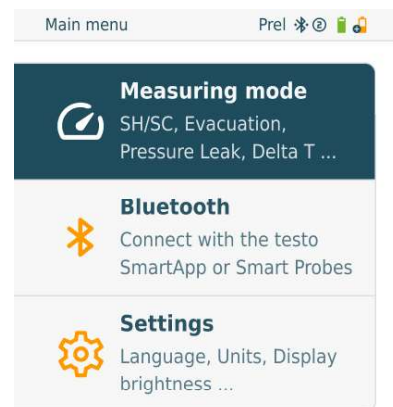 Main menu Prel ②
Measuring mode
SH/SC, Evacuation,
Pressure Leak, Delta T ...
Bluetooth
Connect with the testo
SmartApp or Smart Probes
Settings
Language, Units, Display
brightness ...